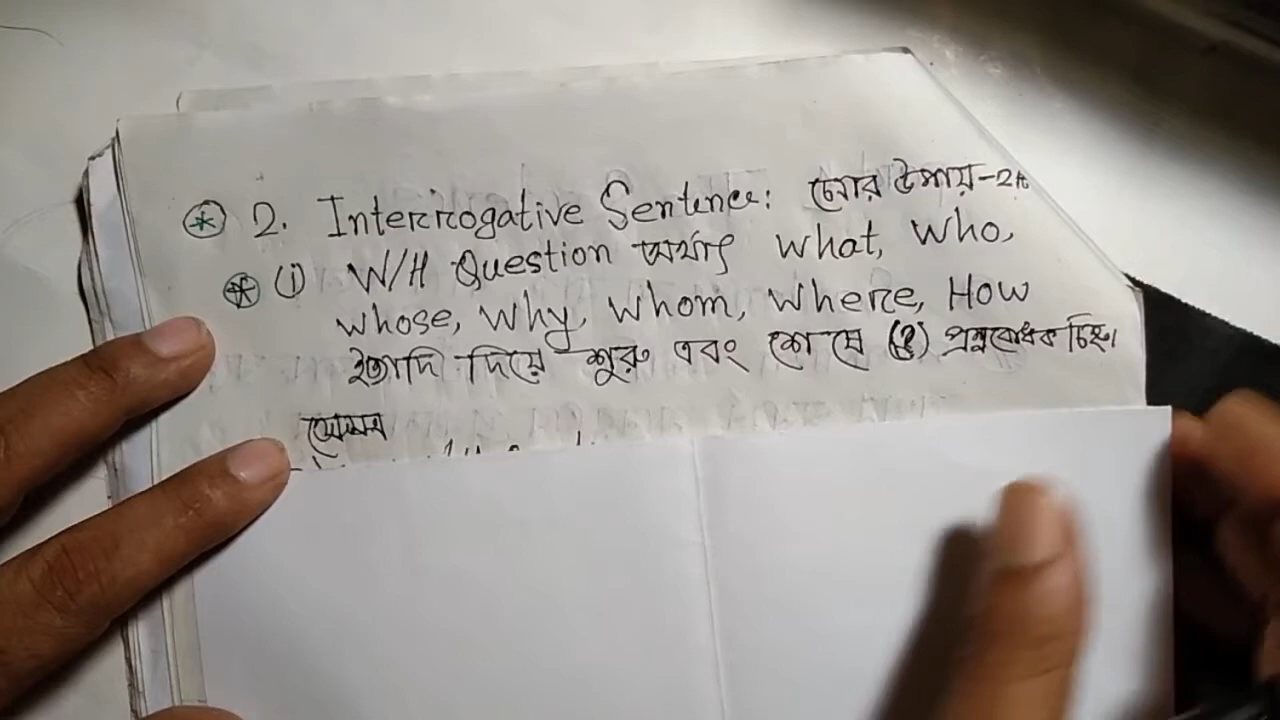 2. Interrogative Sentence: চেনার উপায়-২টি
(i) W/H Question অর্থাৎ What, Who,
Whose, Why, Whom, Where, How
ইত্যাদি দিয়ে শুরু এবং শেষে (?) প্রশ্নবোধক চিহ্ন।
যেমন